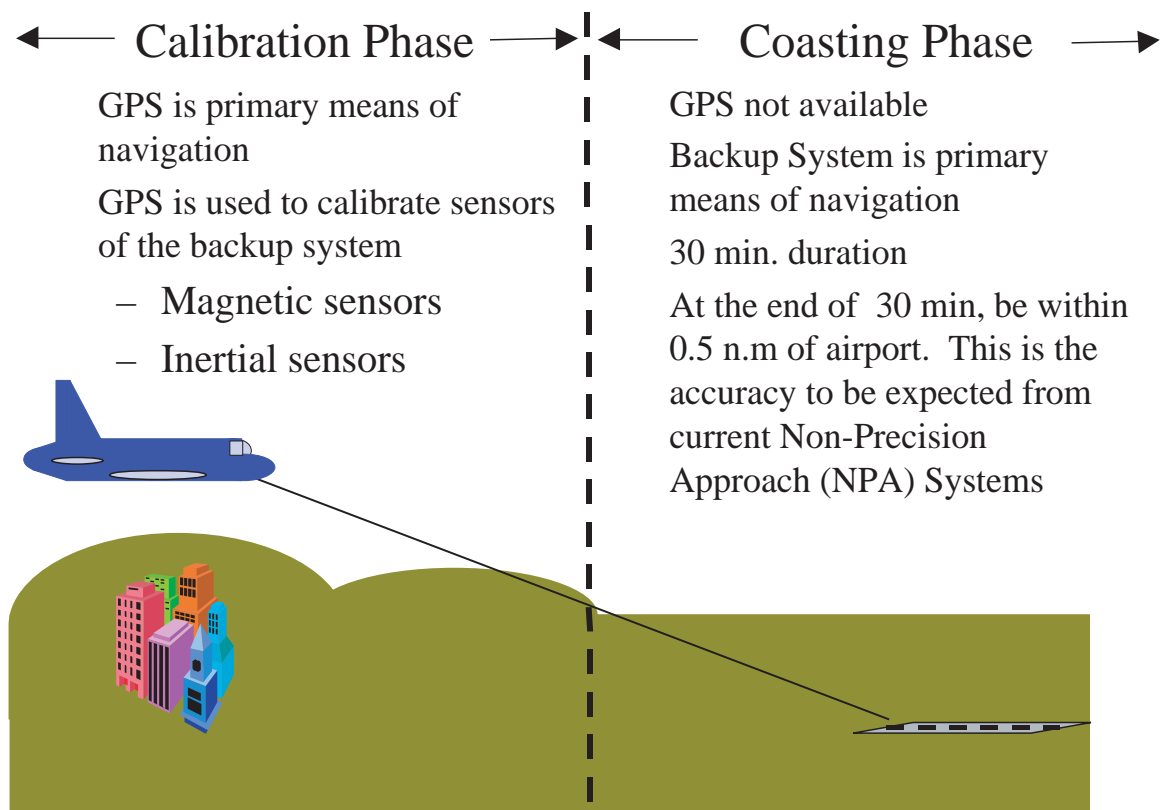 Calibration Phase
GPS is primary means of
navigation
GPS is used to calibrate sensors
of the backup system
– Magnetic sensors
– Inertial sensors
Coasting Phase
GPS not available
Backup System is primary
means of navigation
30 min. duration
At the end of 30 min, be within
0.5 n.m of airport. This is the
accuracy to be expected from
current Non-Precision
Approach (NPA) Systems